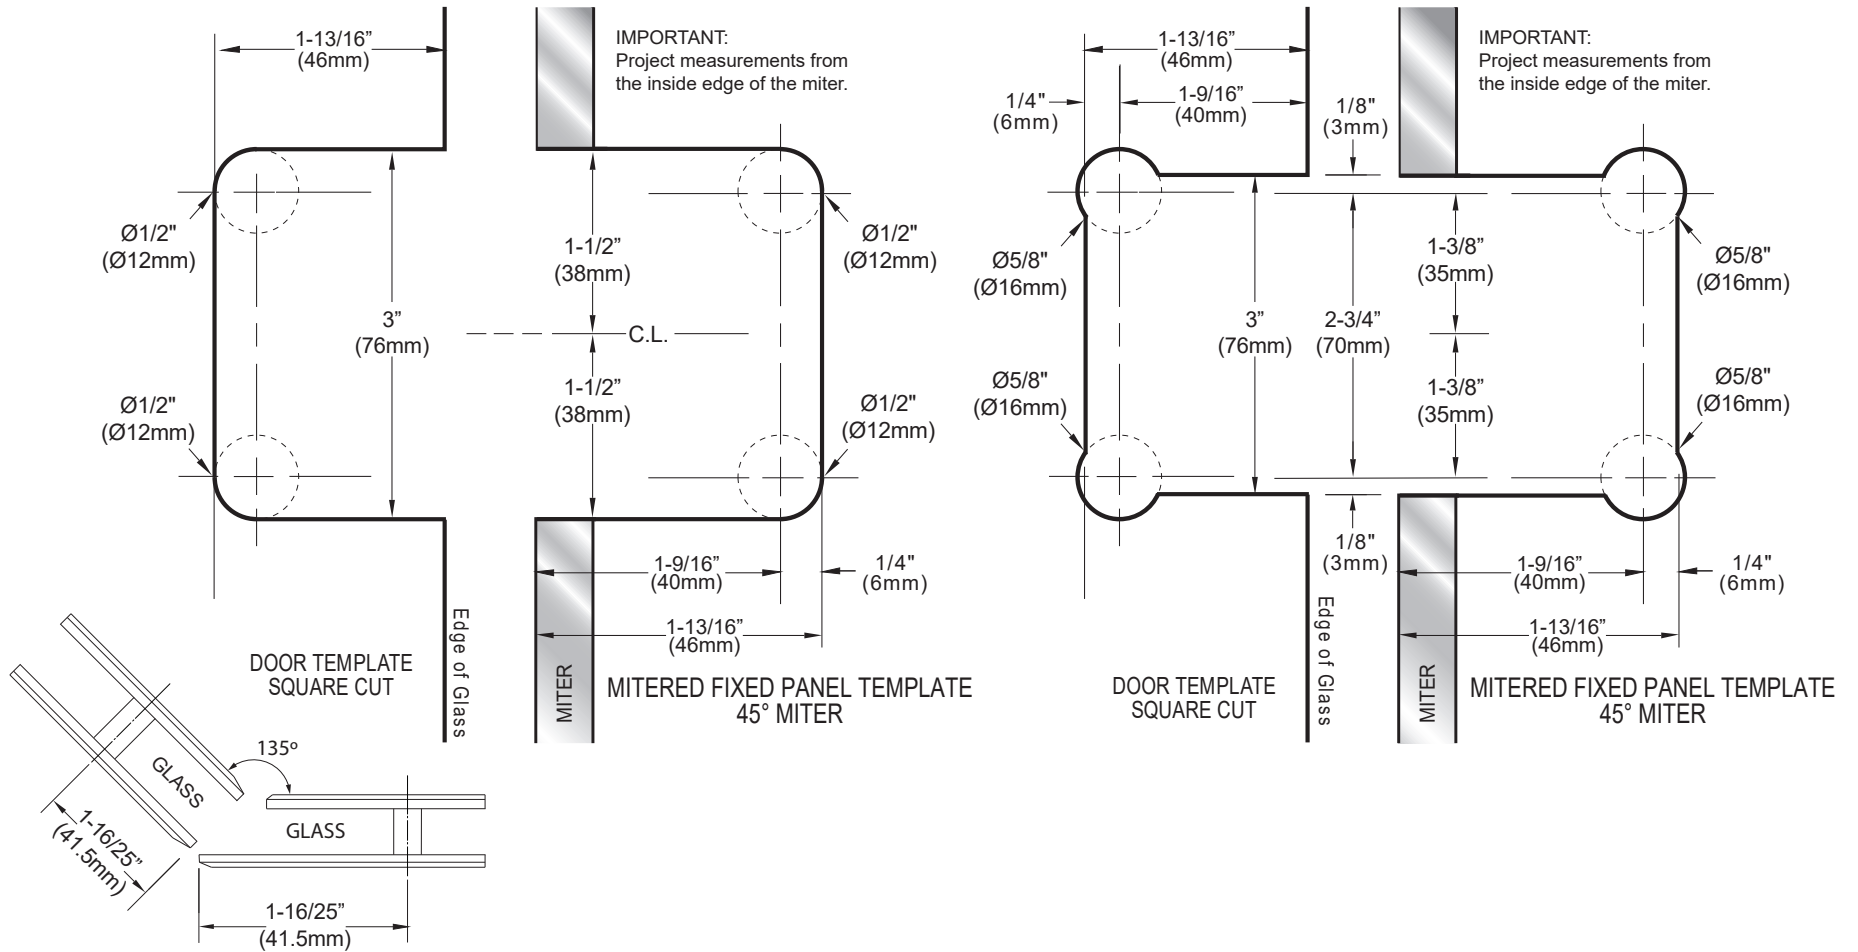 1-13/16”
(46mm)
IMPORTANT:
Project measurements from
the inside edge of the miter.
Ø1/2"
(Ø12mm)
1-1/2”
(38mm)
Ø1/2"
(Ø12mm)
3”
(76mm)
C.L.
Ø1/2"
(Ø12mm)
1-1/2”
(38mm)
Ø1/2"
(Ø12mm)
1-9/16”
(40mm)
1/4"
(6mm)
1-13/16”
(46mm)
Edge of Glass
DOOR TEMPLATE
SQUARE CUT
MITER
MITERED FIXED PANEL TEMPLATE
45° MITER
1-13/16”
(46mm)
1/4"
(6mm)
1-9/16”
(40mm)
1/8"
(3mm)
IMPORTANT:
Project measurements from
the inside edge of the miter.
Ø5/8"
(Ø16mm)
1-3/8”
(35mm)
Ø5/8"
(Ø16mm)
3”
(76mm)
2-3/4”
(70mm)
Ø5/8"
(Ø16mm)
1-3/8”
(35mm)
Ø5/8"
(Ø16mm)
1/8"
(3mm)
1-9/16”
(40mm)
1/4"
(6mm)
1-13/16”
(46mm)
Edge of Glass
DOOR TEMPLATE
SQUARE CUT
MITER
MITERED FIXED PANEL TEMPLATE
45° MITER
135º
GLASS
GLASS
1-16/25”
(41.5mm)
1-16/25”
(41.5mm)